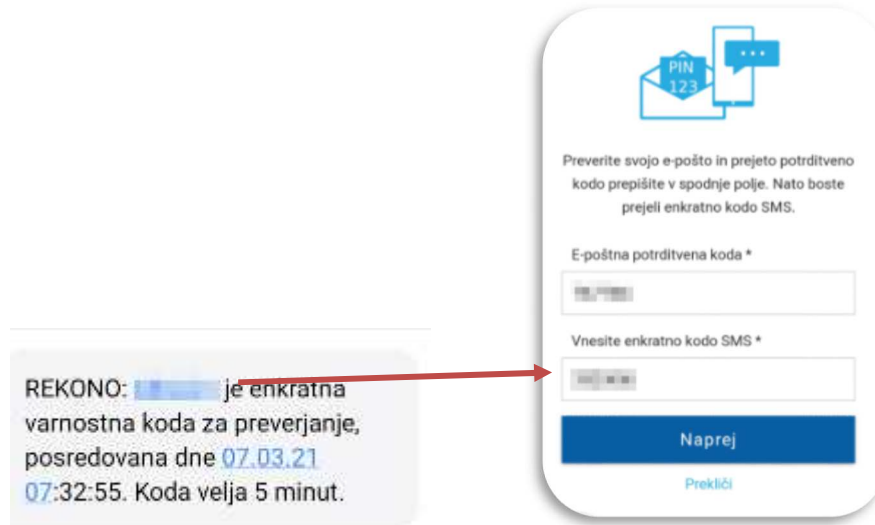 REKONO: je enkratna
varnostna koda za preverjanje,
posredovana dne 07.03.21
07:32:55. Koda velja 5 minut.
PIN
123
Preverite svojo e-pošto in prejeto potrditveno
kodo prepišite v spodnje polje. Nato boste
prejeli enkratno kodo SMS.
E-poštna potrditvena koda *
Vnesite enkratno kodo SMS *
Naprej
Prekliči